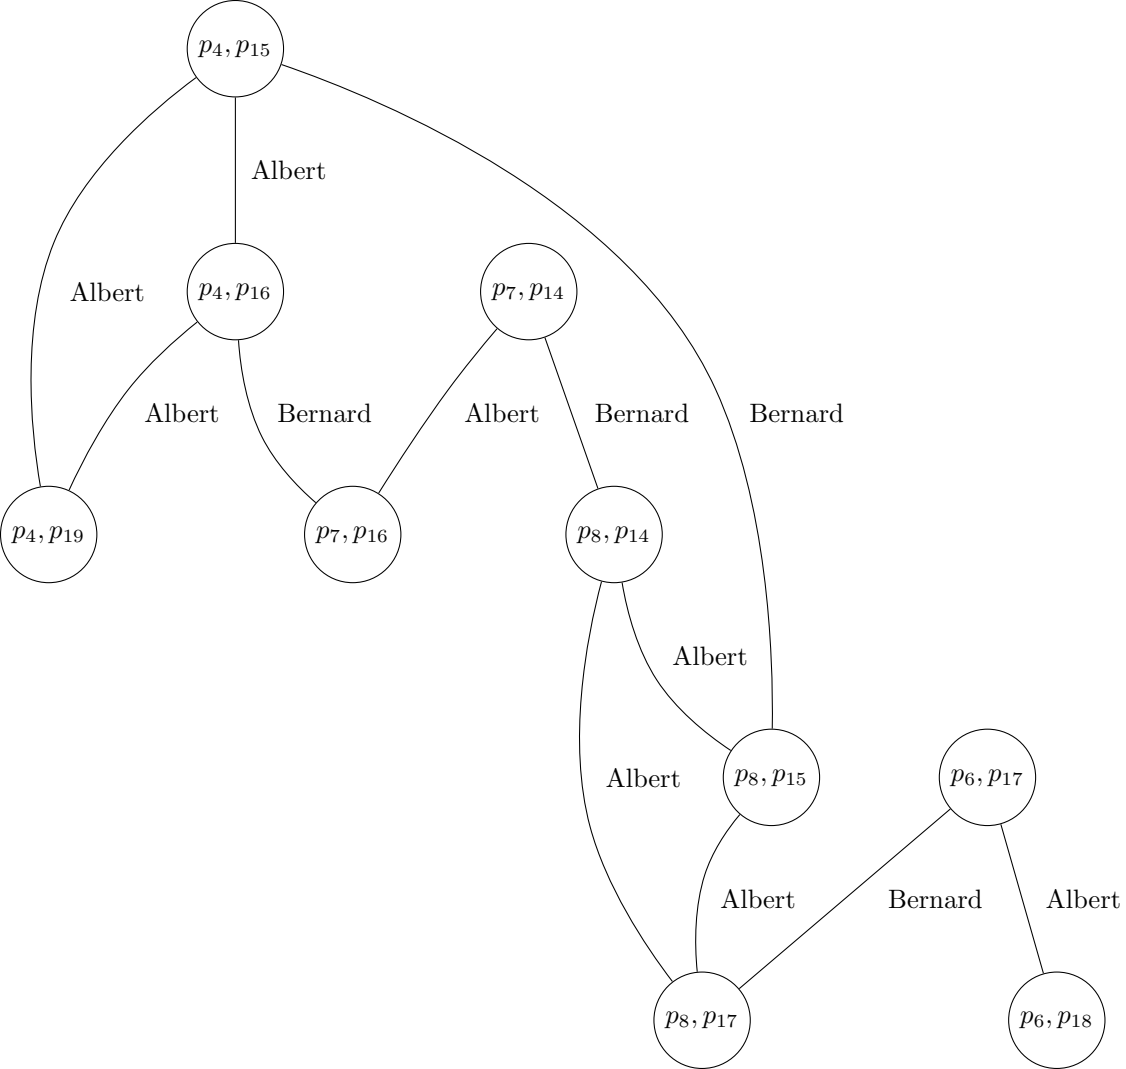 p₄, p₁₅
Albert
Albert
p₄, p₁₆
p₇, p₁₄
Albert
Bernard
Albert
Bernard
Bernard
p₄, p₁₉
p₇, p₁₆
p₈, p₁₄
Albert
Albert
p₈, p₁₅
p₆, p₁₇
Albert
Bernard
Albert
p₈, p₁₇
p₆, p₁₈